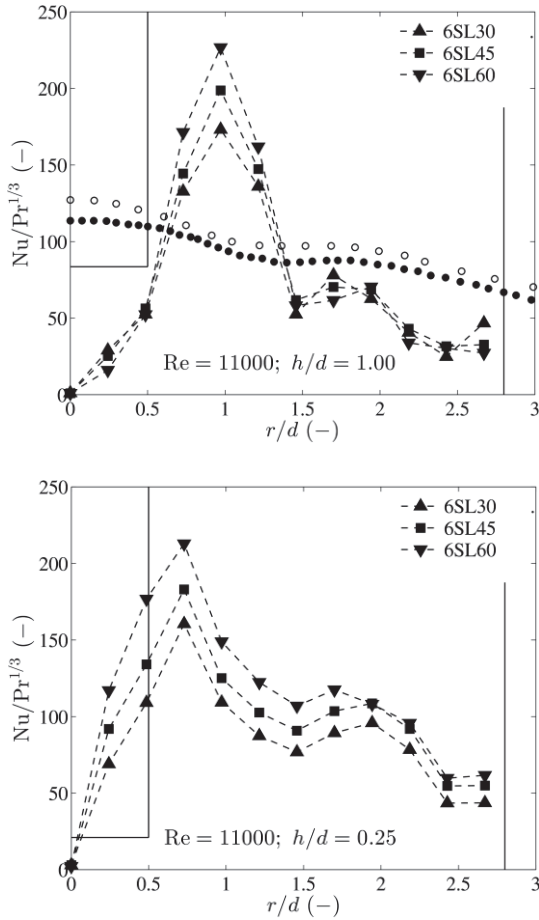 250
200
150
100
50
0
Nu/Pr^{1/3} (−)
6SL30
6SL45
6SL60
Re = 11000; h/d = 1.00
0 0.5 1 1.5 2 2.5 3
r/d (−)
250
200
150
100
50
0
Nu/Pr^{1/3} (−)
6SL30
6SL45
6SL60
Re = 11000; h/d = 0.25
0 0.5 1 1.5 2 2.5 3
r/d (−)